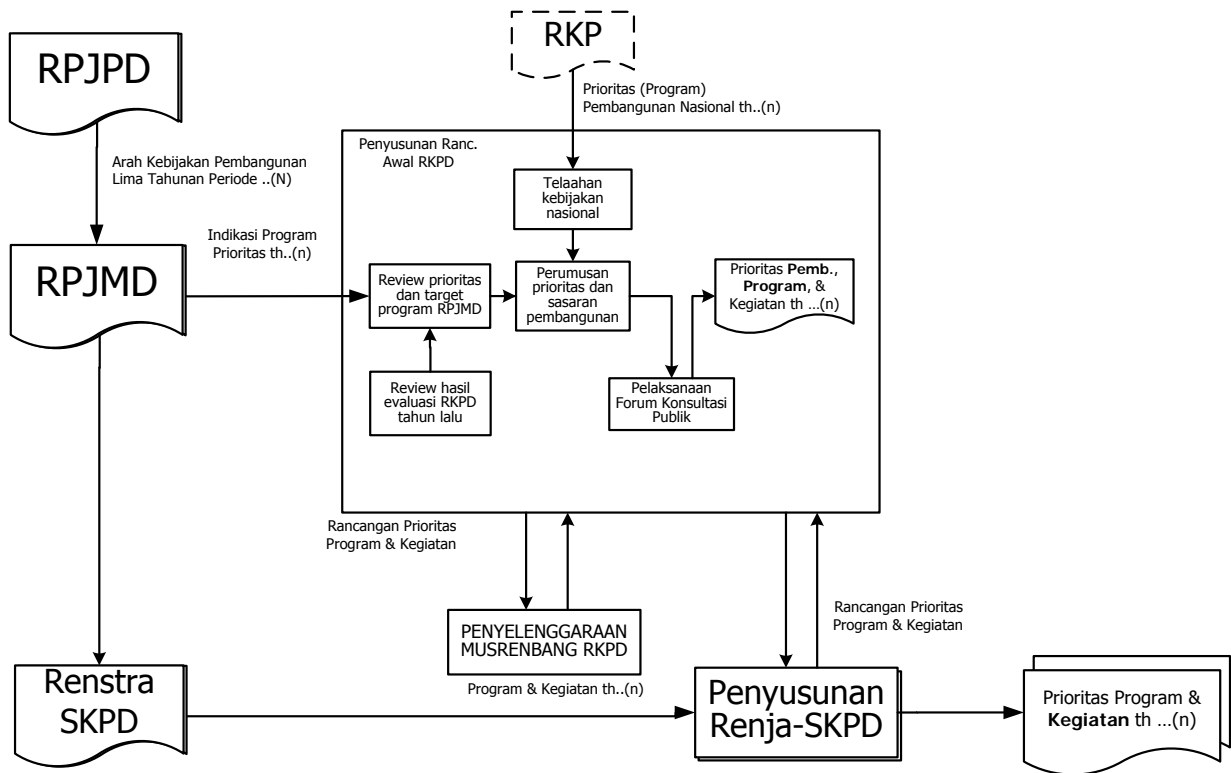 RKP
RPJPD
Prioritas (Program)
Pembangunan Nasional th..(n)
Arah Kebijakan Pembangunan
Lima Tahunan Periode ..(N)
Penyusunan Ranc.
Awal RKPD
Telaahan
kebijakan
nasional
Indikasi Program
Prioritas th..(n)
RPJMD
Review prioritas
dan target
program RPJMD
Perumusan
prioritas dan
sasaran
pembangunan
Prioritas Pemb.,
Program, &
Kegiatan th ...(n)
Review hasil
evaluasi RKPD
tahun lalu
Pelaksanaan
Forum Konsultasi
Publik
Rancangan Prioritas
Program & Kegiatan
PENYELENGGARAAN
MUSRENBANG RKPD
Program & Kegiatan th..(n)
Rancangan Prioritas
Program & Kegiatan
Renstra
SKPD
Penyusunan
Renja-SKPD
Prioritas Program &
Kegiatan th ...(n)